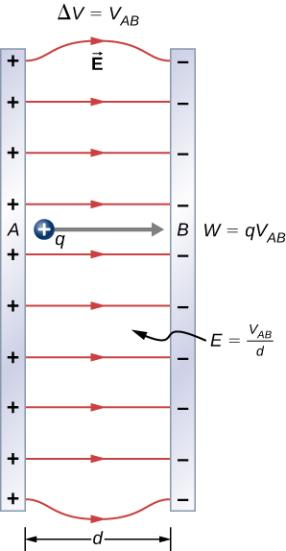 ΔV = V_AB
E⃗
+ −
+ −
+ −
+ −
A q B W = qV_AB
+ −
+ −
E = V_AB/d
+ −
+ −
+ −
+ −
d